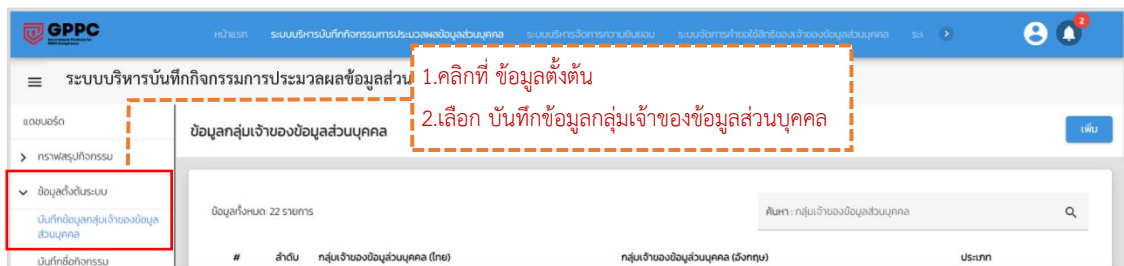 GPPC
Government Platform for
PDPA Compliance
หน้าแรก ระบบบริหารบันทึกกิจกรรมการประมวลผลข้อมูลส่วนบุคคล ระบบบริหารจัดการความยินยอม ระบบจัดการคำขอใช้สิทธิของเจ้าของข้อมูลส่วนบุคคล ระเ
2
ระบบบริหารบันทึกกิจกรรมการประมวลผลข้อมูลส่วน
1.คลิกที่ ข้อมูลตั้งต้น
2.เลือก บันทึกข้อมูลกลุ่มเจ้าของข้อมูลส่วนบุคคล
แดชบอร์ด
ข้อมูลกลุ่มเจ้าของข้อมูลส่วนบุคคล
เพิ่ม
กราฟสรุปกิจกรรม
ข้อมูลตั้งต้นระบบ
บันทึกข้อมูลกลุ่มเจ้าของข้อมูล
ส่วนบุคคล
บันทึกชื่อกิจกรรม
ข้อมูลทั้งหมด: 22 รายการ
ค้นหา : กลุ่มเจ้าของข้อมูลส่วนบุคคล
# ลำดับ กลุ่มเจ้าของข้อมูลส่วนบุคคล (ไทย) กลุ่มเจ้าของข้อมูลส่วนบุคคล (อังกฤษ) ประเภท